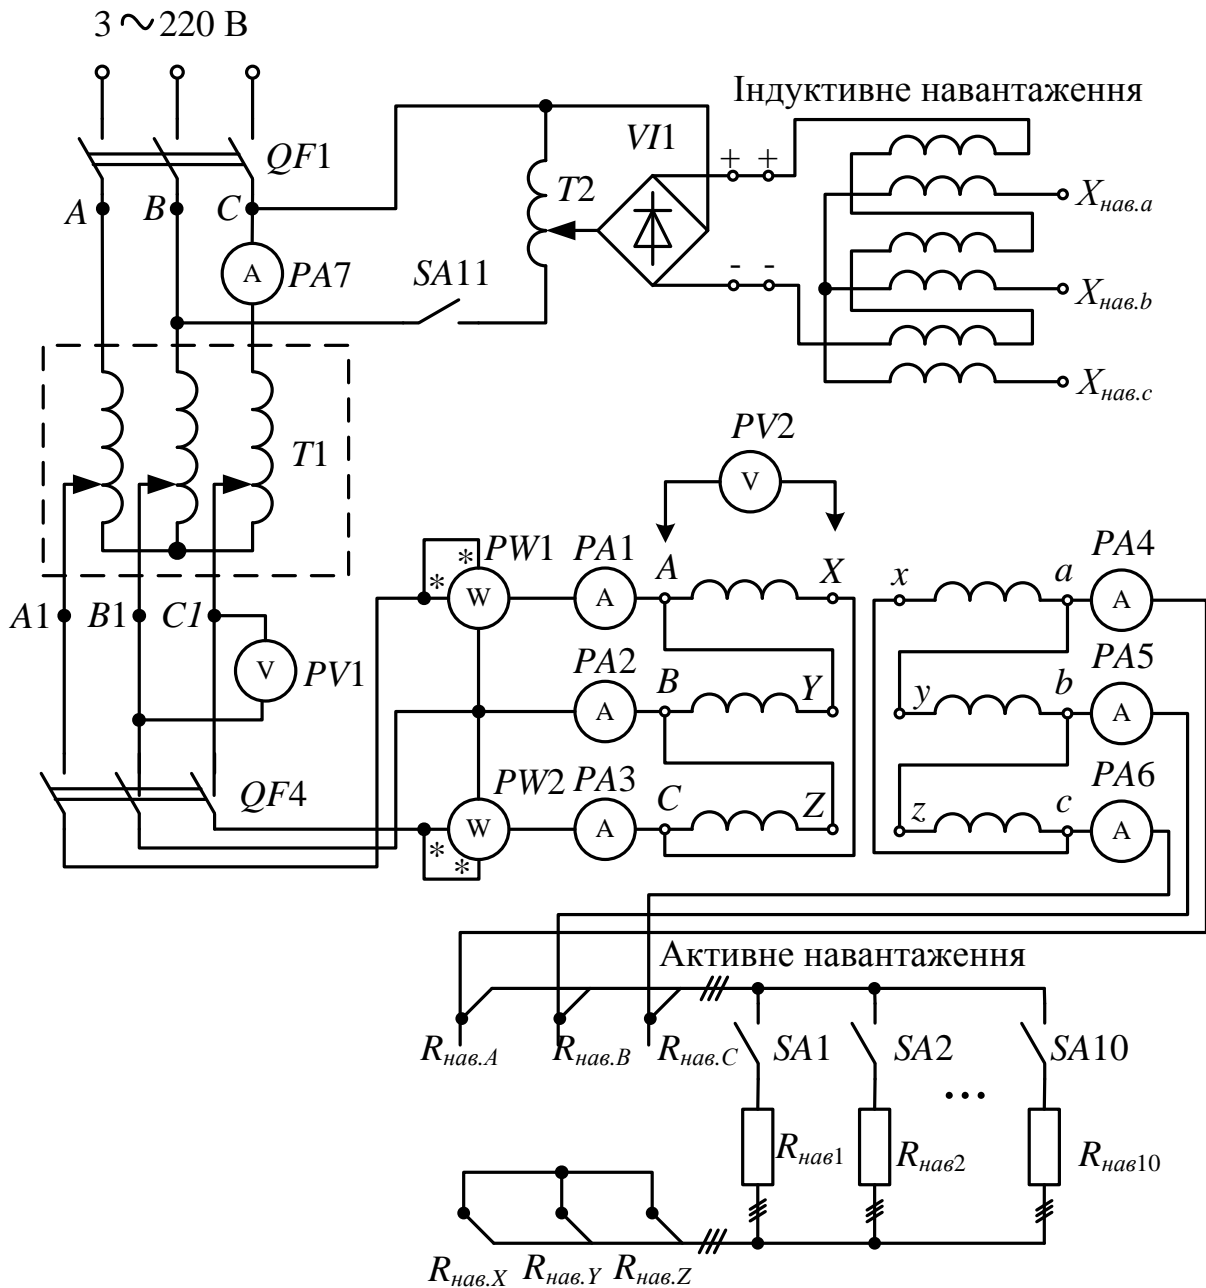 3 ~ 220 В
Індуктивне навантаження
QF1
VI1
T2
+ +
A B C
Xнав.a
A
PA7
SA11
- -
Xнав.b
Xнав.c
T1
PV2
V
PW1
PA1
A
X
x
a
PA4
* *
W
A
A
A1
B1
C1
V
PV1
PA2
B
Y
y
b
PA5
A
A
QF4
PW2
PA3
C
Z
z
c
PA6
W
A
A
* *
Активне навантаження
Rнав.A
Rнав.B
Rнав.C
SA1
SA2
SA10
...
Rнав1
Rнав2
Rнав10
Rнав.X
Rнав.Y
Rнав.Z